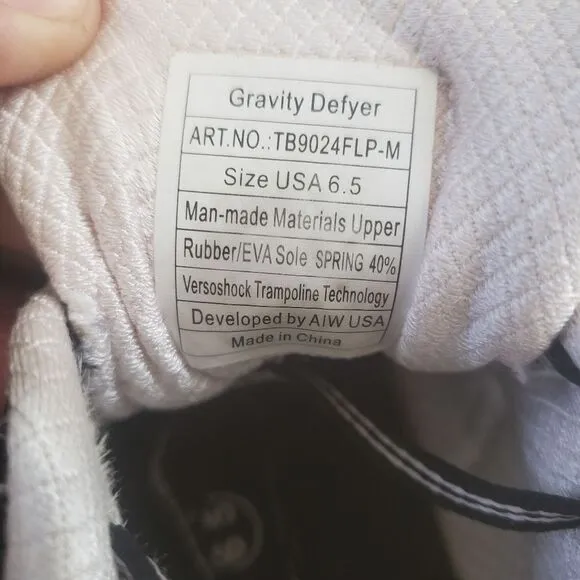 Gravity Defyer
ART.NO.:TB9024FLP-M
Size USA 6.5
Man-made Materials Upper
Rubber/EVA Sole SPRING 40%
Versoshock Trampoline Technology
Developed by AIW USA
Made in China